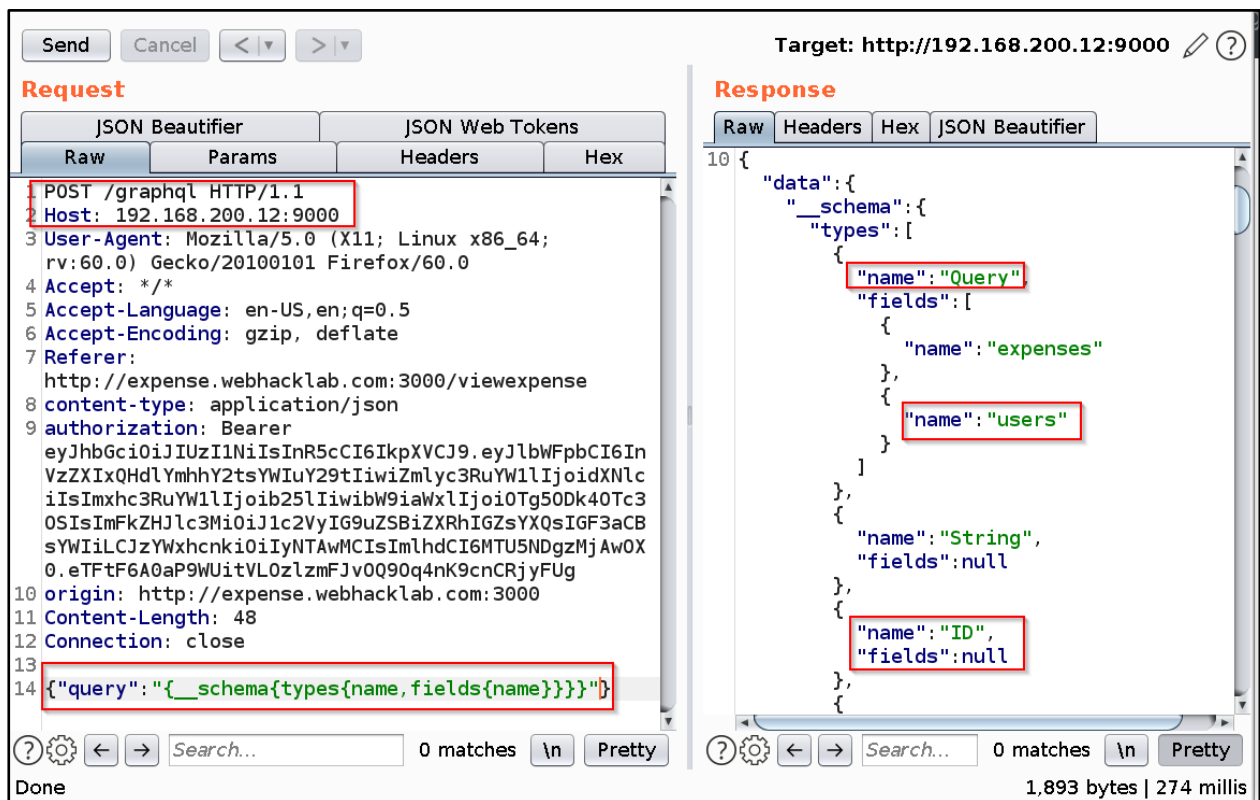 Send Cancel < > Target: http://192.168.200.12:9000 ?
Request
JSON Beautifier JSON Web Tokens
Raw Params Headers Hex
1 POST /graphql HTTP/1.1
2 Host: 192.168.200.12:9000
3 User-Agent: Mozilla/5.0 (X11; Linux x86_64;
rv:60.0) Gecko/20100101 Firefox/60.0
4 Accept: */*
5 Accept-Language: en-US,en;q=0.5
6 Accept-Encoding: gzip, deflate
7 Referer:
http://expense.webhacklab.com:3000/viewexpense
8 content-type: application/json
9 authorization: Bearer
eyJhbGciOiJIUzI1NiIsInR5cCI6IkpXVCJ9.eyJlbWFpbCI6In
VzZXIxQHdlYmhhY2tsYWIuY29tIiwiZmlyc3RuYW1lIjoidXNlc
iIsImxhc3RuYW1lIjoib25lIiwibW9iaWxlIjoiOTg5ODk4OTc3
OSIsImFkZHJlc3MiOiJ1c2VyIG9uZSBiZXRhIGZsYXQsIGF3aCB
sYWIiLCJzYWxhcnkiOiIyNTAwMCIsImlhdCI6MTU5NDgzMjAwOX
0.eTFtF6A0aP9WUitVLOzlzmFJvOQ9Oq4nK9cnCRjyFUg
10 origin: http://expense.webhacklab.com:3000
11 Content-Length: 48
12 Connection: close
13
14 {"query":"{__schema{types{name,fields{name}}}}"}
? ← → Search... 0 matches \n Pretty
Done
Response
Raw Headers Hex JSON Beautifier
10 {
"data":{
"__schema":{
"types":[
{
"name":"Query",
"fields":[
{
"name":"expenses"
},
{
"name":"users"
}
]
},
{
"name":"String",
"fields":null
},
{
"name":"ID",
"fields":null
},
{
? ← → Search... 0 matches \n Pretty
1,893 bytes | 274 millis